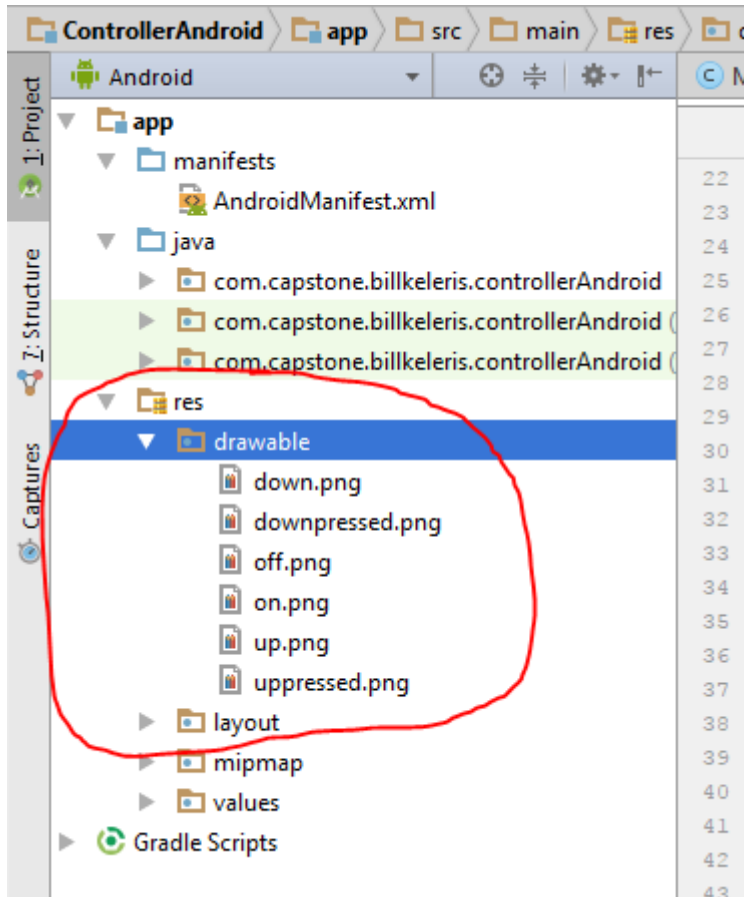 ControllerAndroid app src main res
Android
1: Project
7: Structure
Captures
app
manifests
AndroidManifest.xml
java
com.capstone.billkeleris.controllerAndroid
com.capstone.billkeleris.controllerAndroid (
com.capstone.billkeleris.controllerAndroid (
res
drawable
down.png
downpressed.png
off.png
on.png
up.png
uppressed.png
layout
mipmap
values
Gradle Scripts
C
22
23
24
25
26
27
28
29
30
31
32
33
34
35
36
37
38
39
40
41
42
43